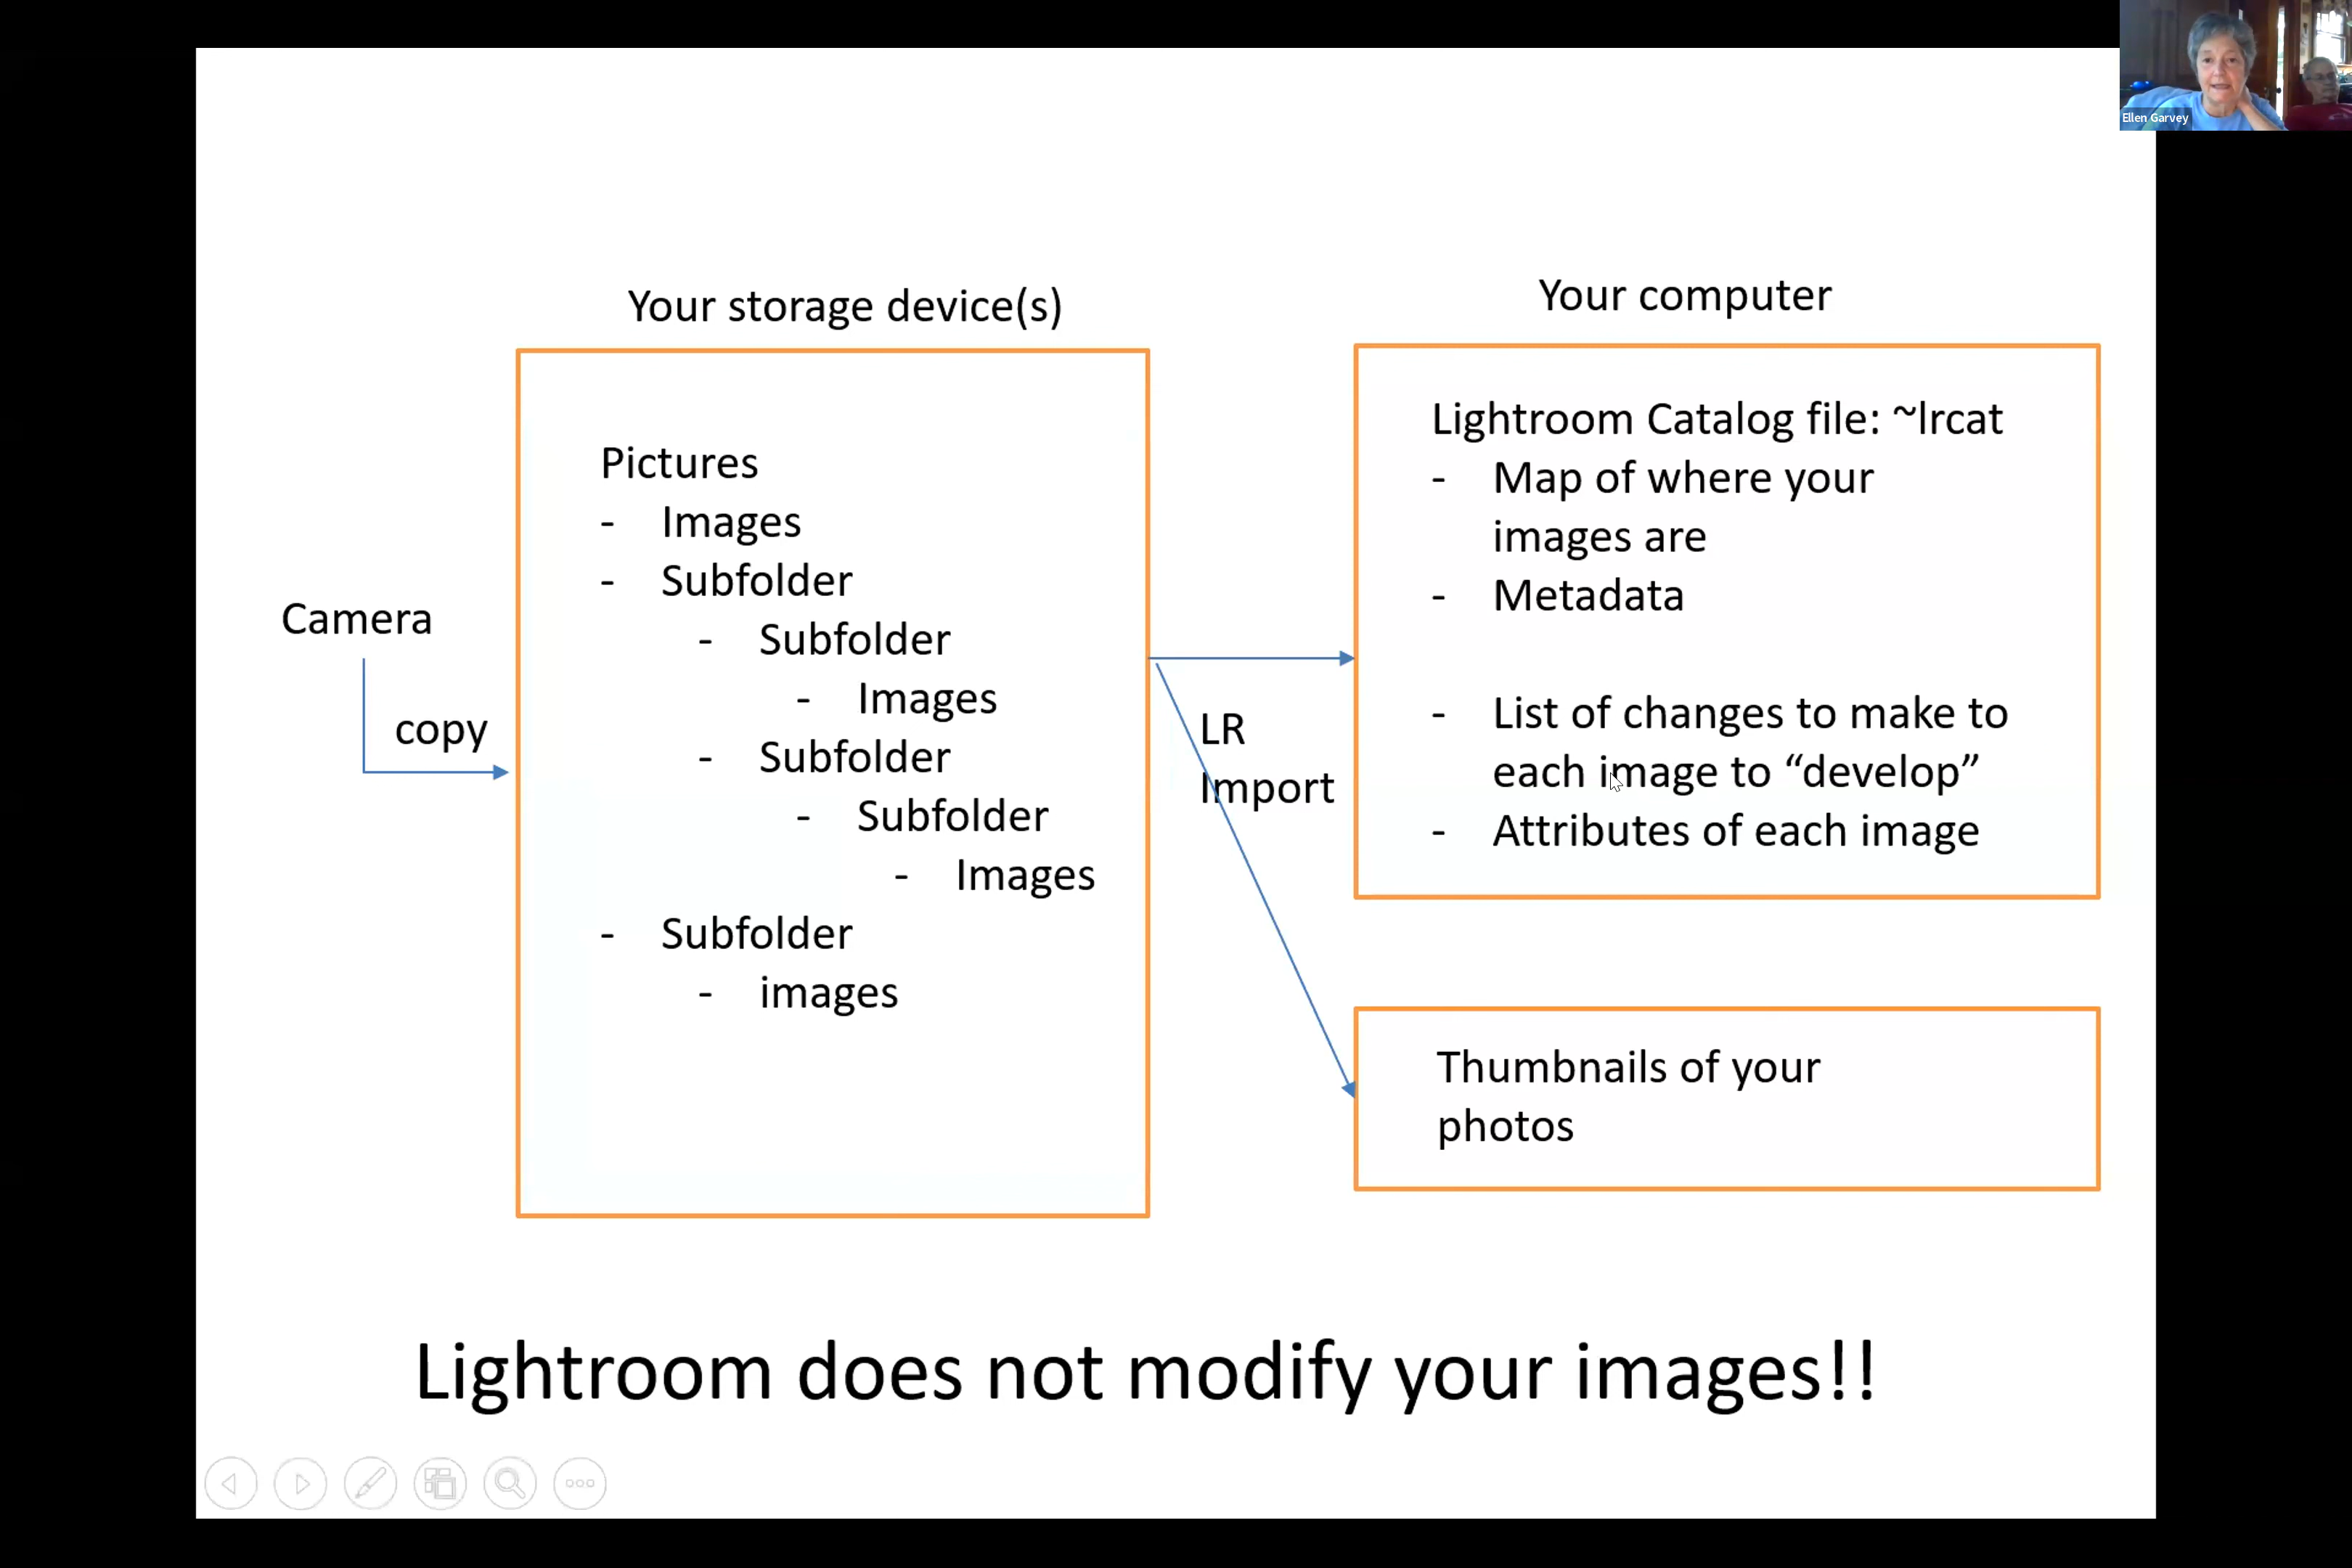 Ellen Garvey
Your storage device(s)
Your computer
Camera
copy
Pictures
- Images
- Subfolder
- Subfolder
- Images
- Subfolder
- Subfolder
- Images
- Subfolder
- images
LR
Import
Lightroom Catalog file: ~lrcat
- Map of where your
images are
- Metadata
- List of changes to make to
each image to “develop”
- Attributes of each image
Thumbnails of your
photos
Lightroom does not modify your images!!